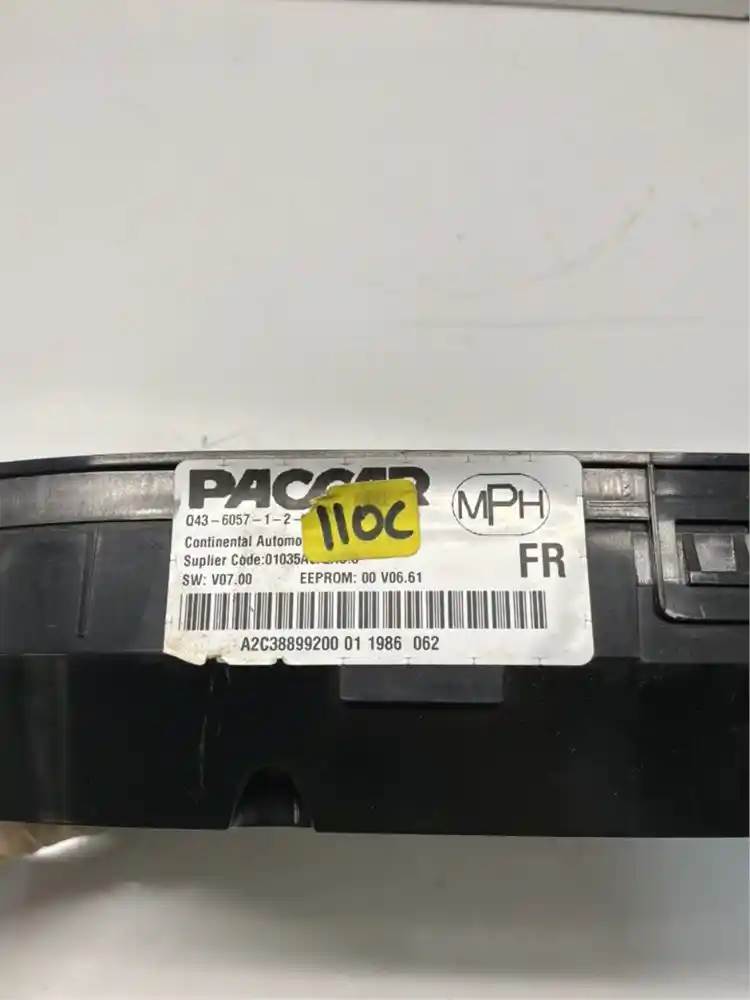 PACCAR
MPH
Q43-6057-1-2-
110C
Continental Automo
FR
Suplier Code:01035A
SW: V07.00 EEPROM: 00 V06.61
A2C38899200 01 1986 062